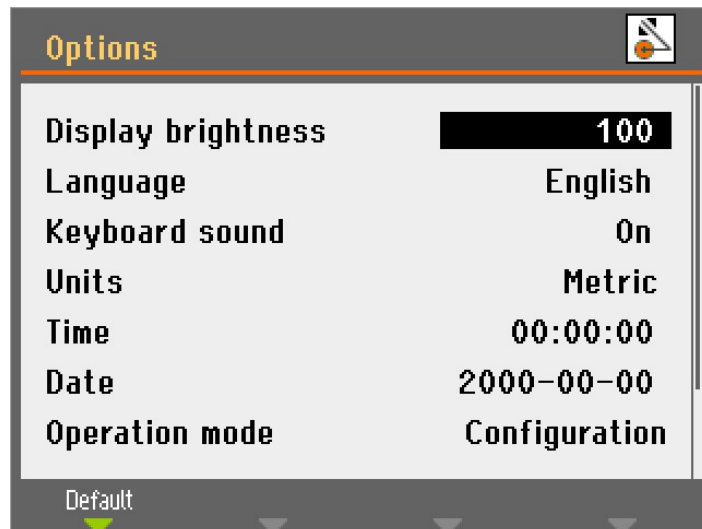 Options
Display brightness 100
Language English
Keyboard sound On
Units Metric
Time 00:00:00
Date 2000-00-00
Operation mode Configuration
Default